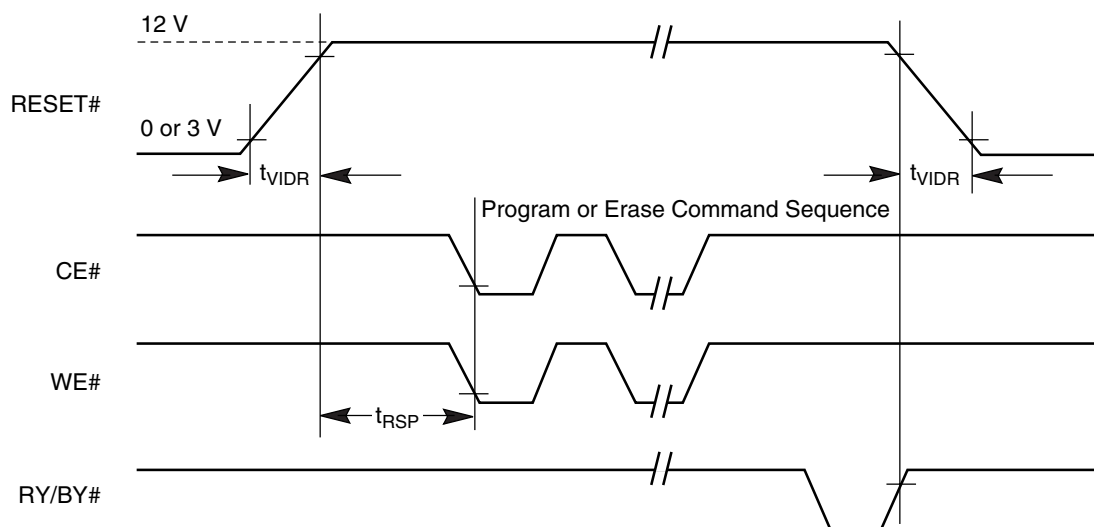 12 V
RESET#
0 or 3 V
tVIDR
tVIDR
Program or Erase Command Sequence
CE#
WE#
tRSP
RY/BY#